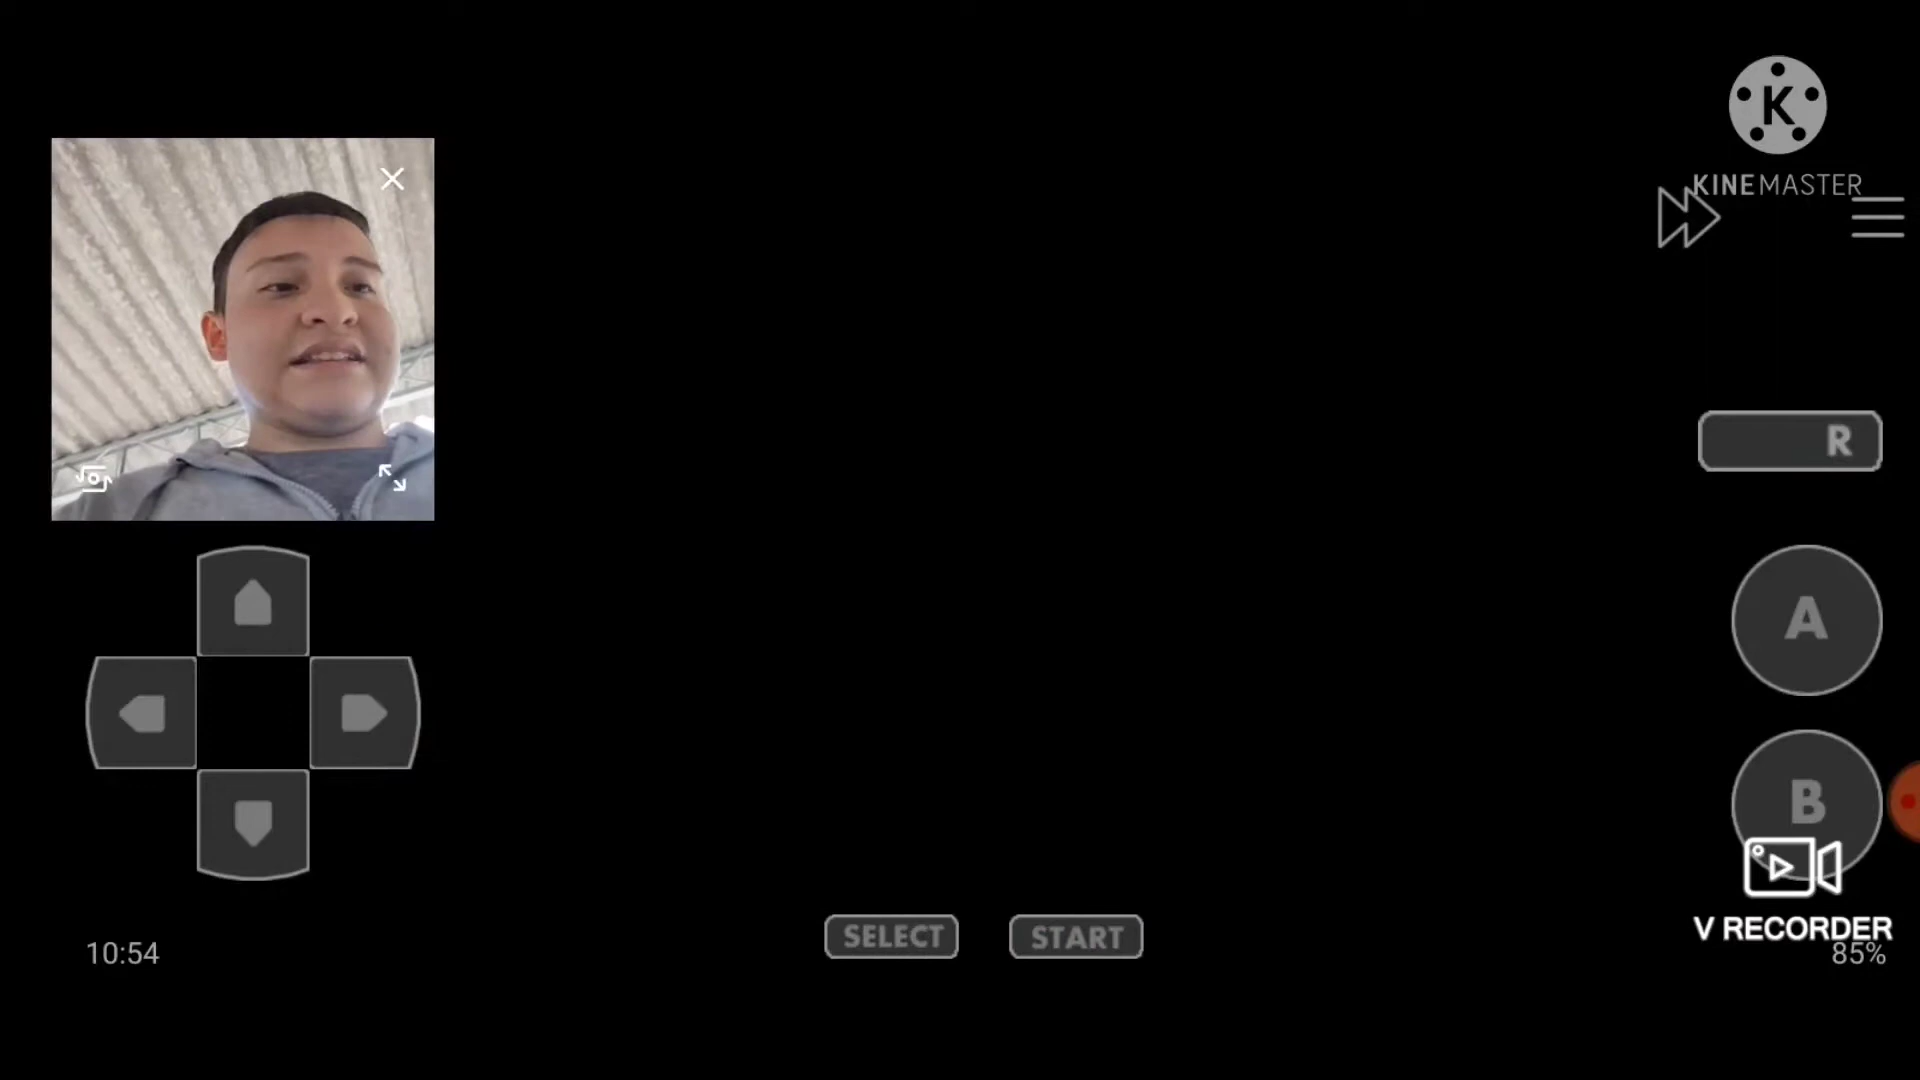 K
KINEMASTER
R
A
B
V RECORDER
SELECT
START
10:54
85%